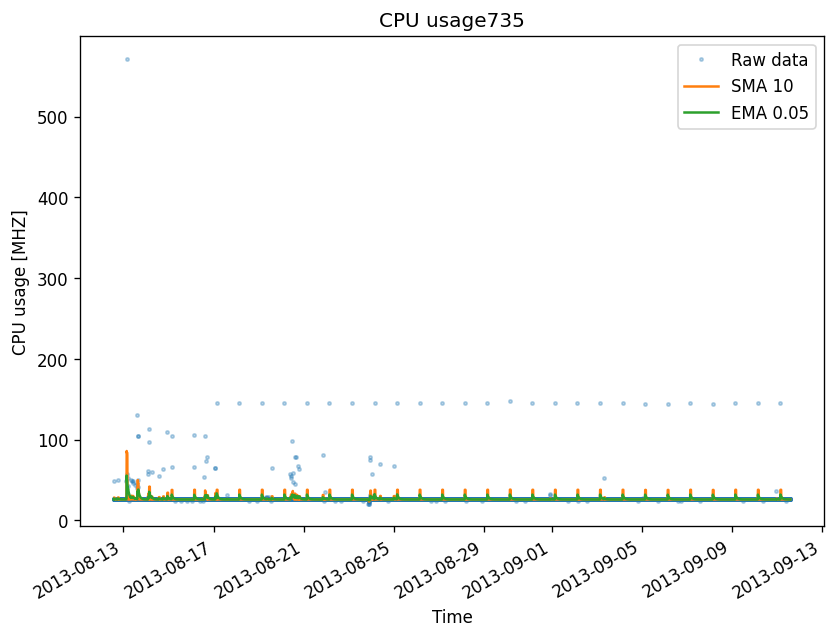 CPU usage735
Raw data
SMA 10
EMA 0.05
CPU usage [MHZ]
500
400
300
200
100
0
2013-08-13
2013-08-17
2013-08-21
2013-08-25
2013-08-29
2013-09-01
2013-09-05
2013-09-09
2013-09-13
Time